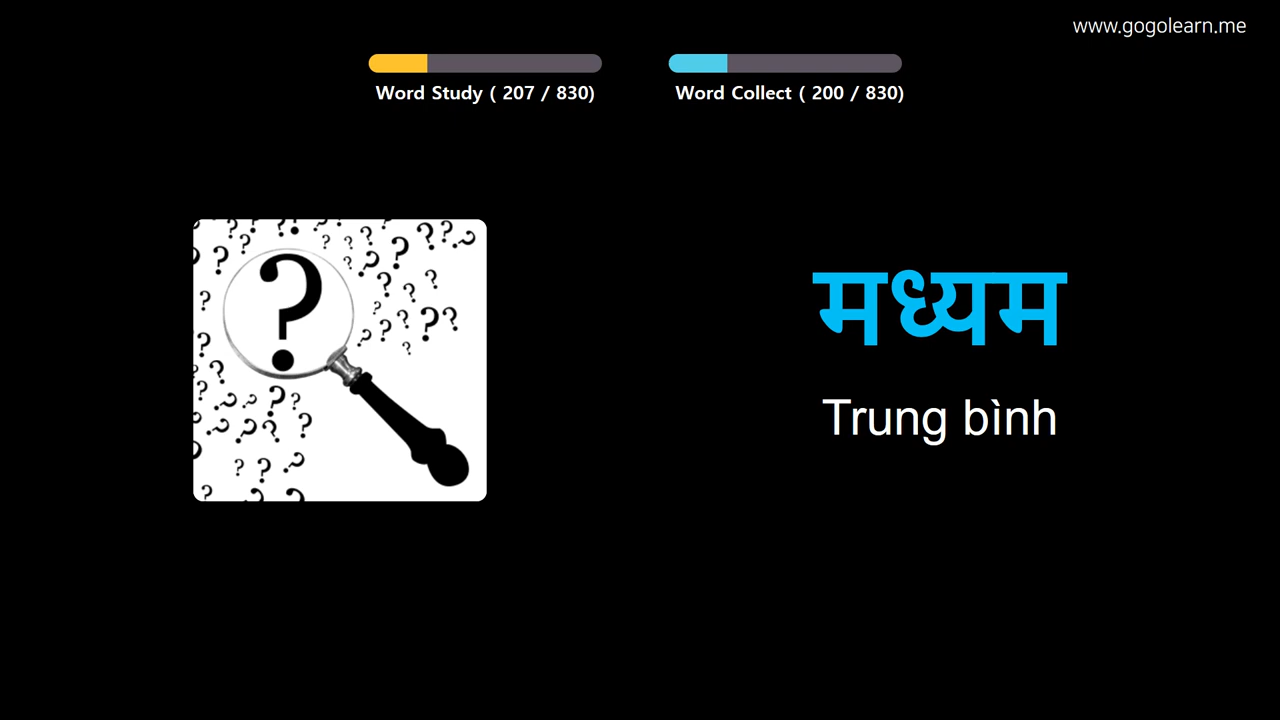 www.gogolearn.me
Word Study ( 207 / 830)
Word Collect ( 200 / 830)
मध्यम
Trung bình